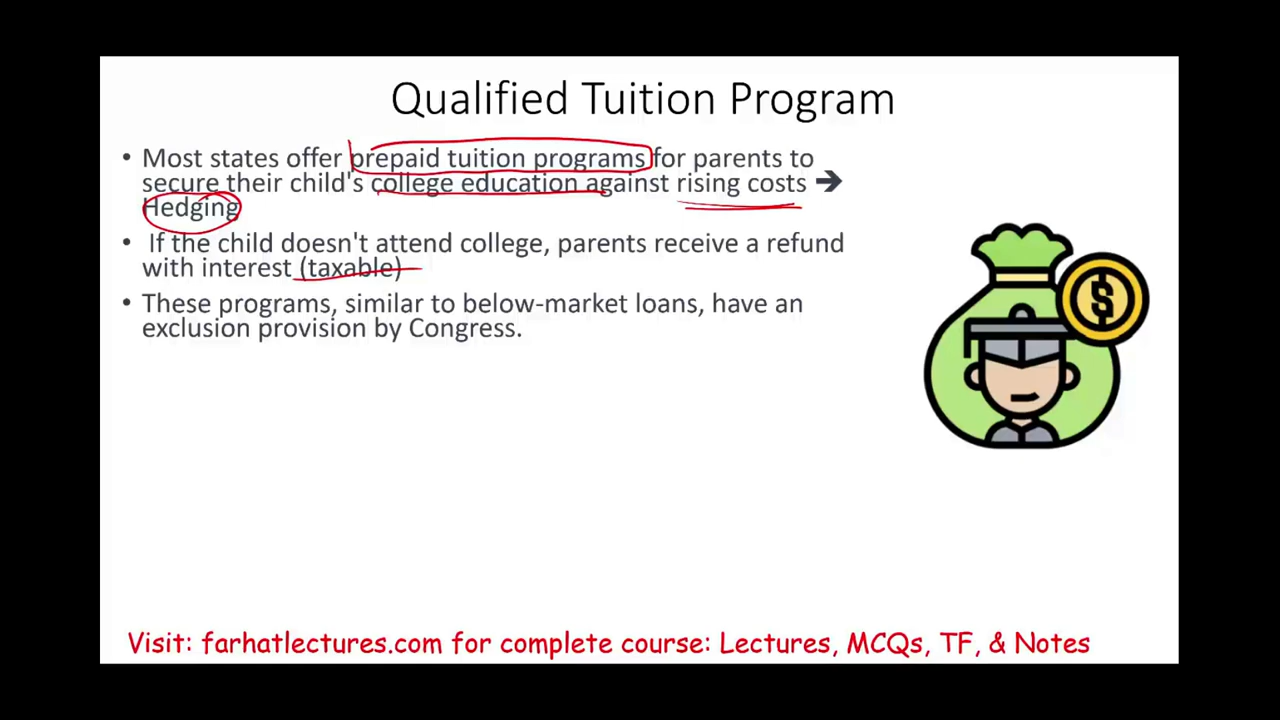 Qualified Tuition Program
• Most states offer prepaid tuition programs for parents to
secure their child's college education against rising costs ➔
Hedging
• If the child doesn't attend college, parents receive a refund
with interest (taxable)
• These programs, similar to below-market loans, have an
exclusion provision by Congress.
$
Visit: farhatlectures.com for complete course: Lectures, MCQs, TF, & Notes